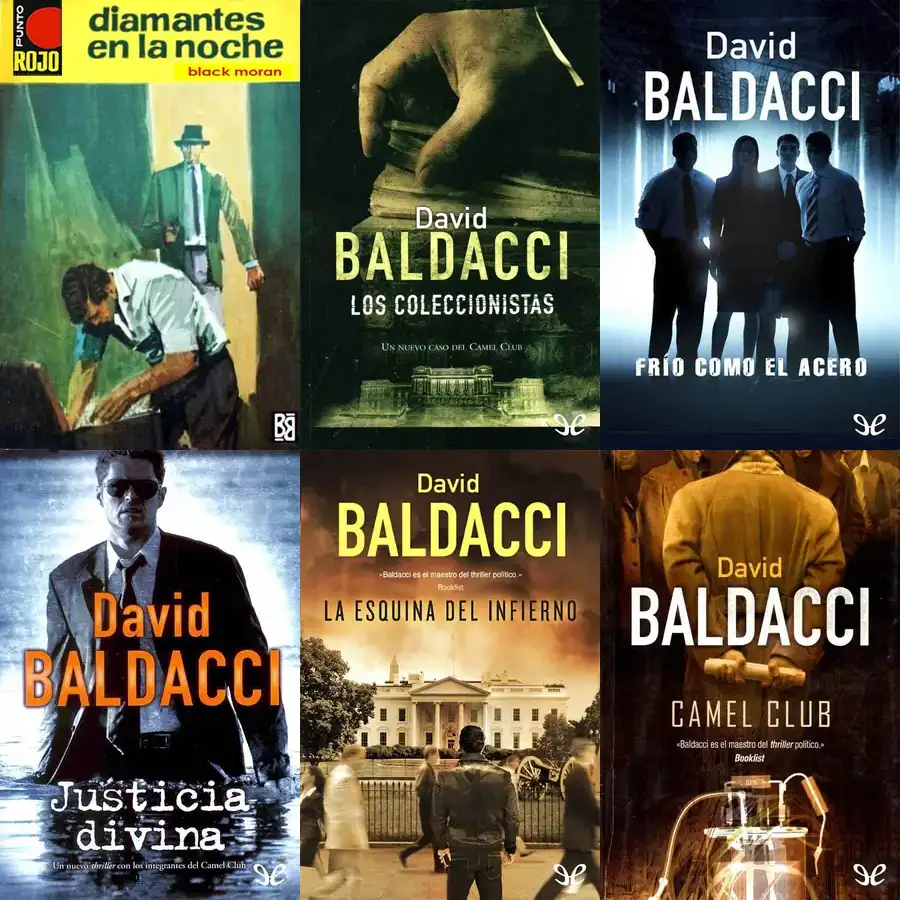 PUNTO
ROJO
diamantes
en la noche
black moran
BB
David
BALDACCI
LOS COLECCIONISTAS
UN NUEVO CASO DEL CAMEL CLUB
David
BALDACCI
FRÍO COMO EL ACERO
David
BALDACCI
Justicia
divina
Un nuevo thriller con los integrantes del Camel Club
David
BALDACCI
«Baldacci es el maestro del thriller político.»
Booklist
LA ESQUINA DEL INFIERNO
David
BALDACCI
CAMEL CLUB
«Baldacci es el maestro del thriller político.»
Booklist